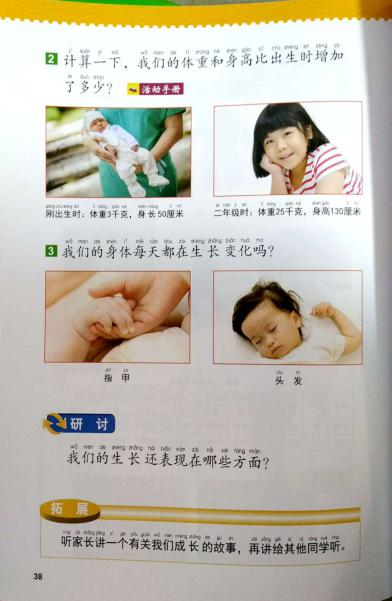 2 计算一下，我们的体重和身高比出生时增加
了多少？ 活动手册
刚出生时：体重3千克，身长50厘米
二年级时：体重25千克，身高130厘米
3 我们的身体每天都在生长变化吗？
指甲
头发
研讨
我们的生长还表现在哪些方面？
拓展
听家长讲一个有关我们成长的故事，再讲给其他同学听。
38